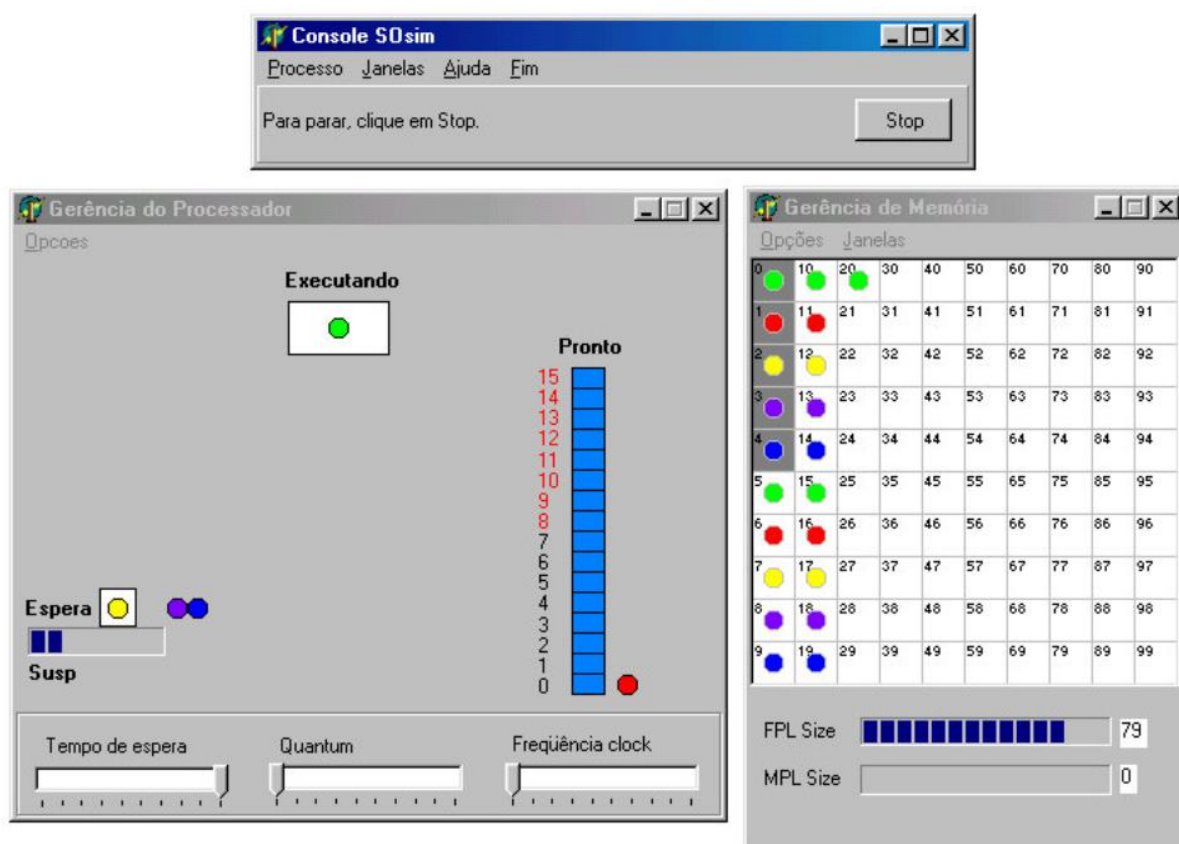 Console SOsim
Processo Janelas Ajuda Fim
Para parar, clique em Stop.
Stop
Gerência do Processador
Opcoes
Executando
Pronto
15
14
13
12
11
10
9
8
7
6
5
4
3
2
1
0
Espera
Susp
Tempo de espera
Quantum
Freqüência clock
Gerência de Memória
Opções Janelas
0 10 20 30 40 50 60 70 80 90
1 11 21 31 41 51 61 71 81 91
2 12 22 32 42 52 62 72 82 92
3 13 23 33 43 53 63 73 83 93
4 14 24 34 44 54 64 74 84 94
5 15 25 35 45 55 65 75 85 95
6 16 26 36 46 56 66 76 86 96
7 17 27 37 47 57 67 77 87 97
8 18 28 38 48 58 68 78 88 98
9 19 29 39 49 59 69 79 89 99
FPL Size 79
MPL Size 0